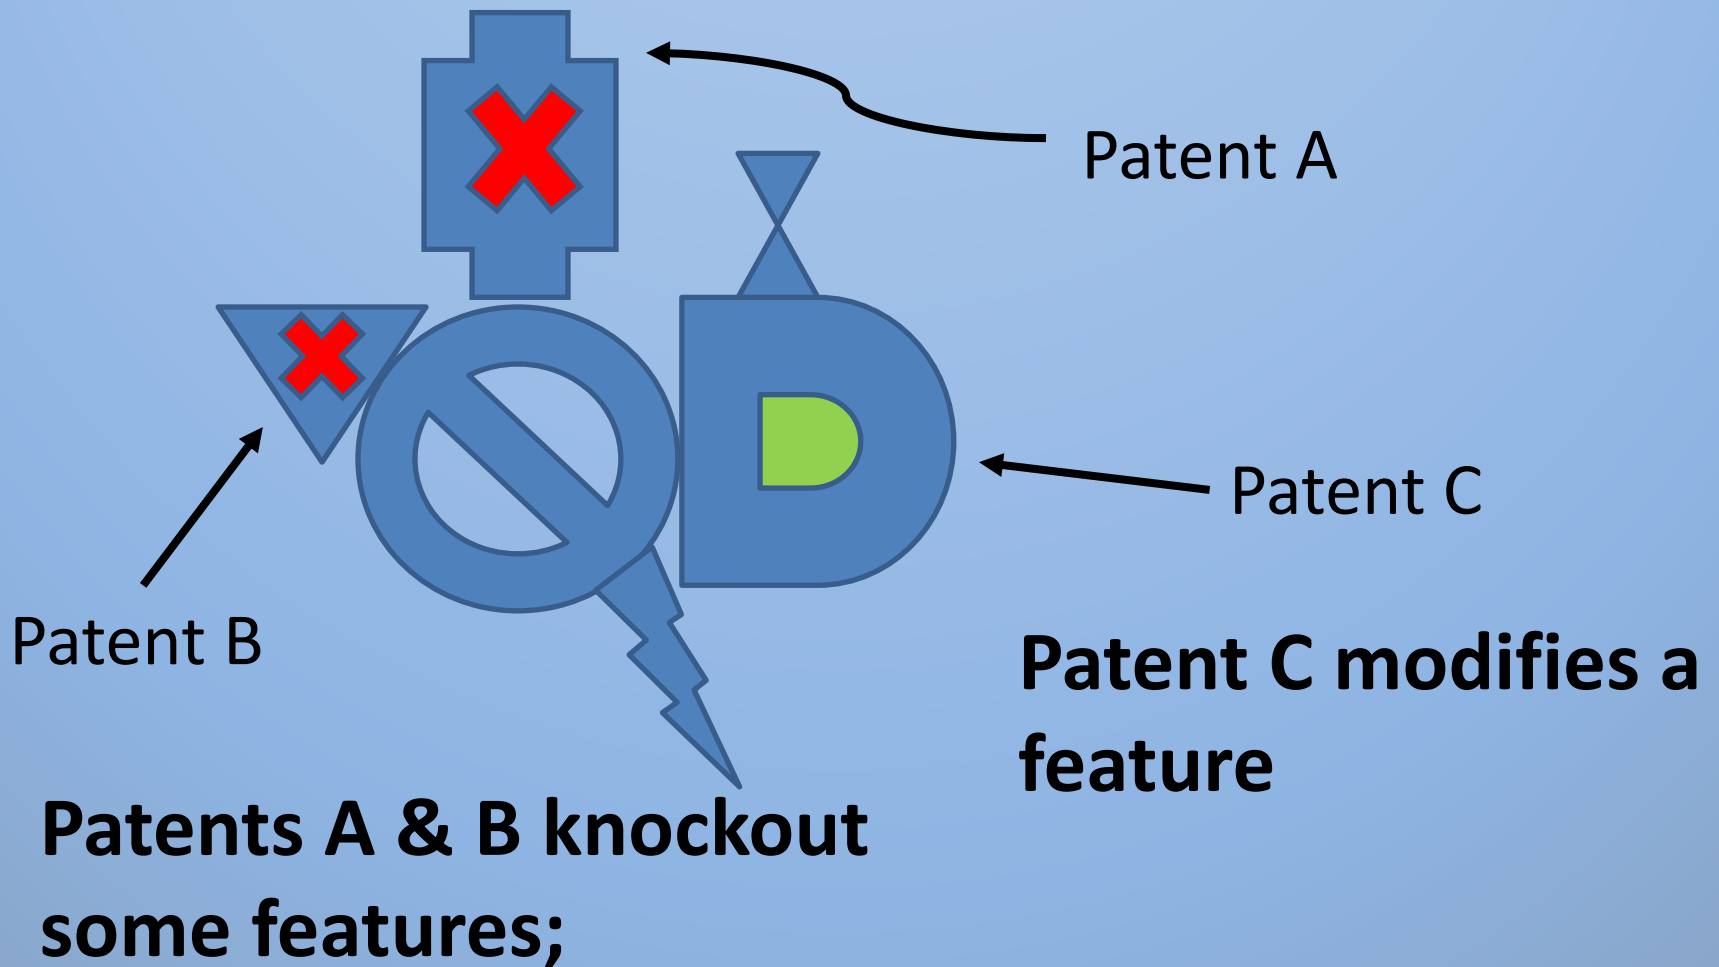 Patent A
Patent C
Patent B
Patent C modifies a
feature
Patents A & B knockout
some features;